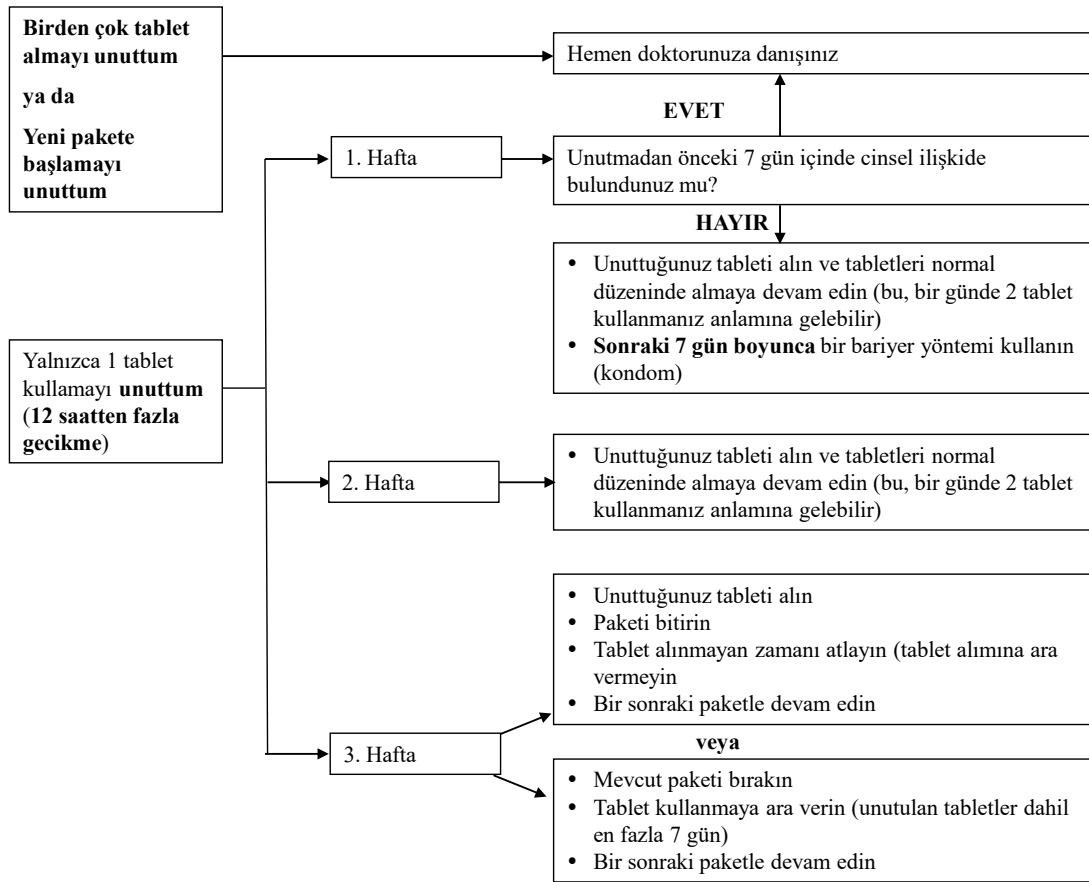 Birden çok tablet
almayı unuttum
ya da
Yeni pakete
başlamayı
unuttum
Hemen doktorunuza danışınız
EVET
1. Hafta
Unutmadan önceki 7 gün içinde cinsel ilişkide
bulundunuz mu?
HAYIR
• Unuttuğunuz tableti alın ve tabletleri normal
düzeninde almaya devam edin (bu, bir günde 2 tablet
kullanmanız anlamına gelebilir)
• Sonraki 7 gün boyunca bir bariyer yöntemi kullanın
(kondom)
Yalnızca 1 tablet
kullamayı unuttum
(12 saatten fazla
gecikme)
2. Hafta
• Unuttuğunuz tableti alın ve tabletleri normal
düzeninde almaya devam edin (bu, bir günde 2 tablet
kullanmanız anlamına gelebilir)
3. Hafta
• Unuttuğunuz tableti alın
• Paketi bitirin
• Tablet alınmayan zamanı atlayın (tablet alımına ara
vermeyin
• Bir sonraki paketle devam edin
veya
• Mevcut paketi bırakın
• Tablet kullanmaya ara verin (unutulan tabletler dahil
en fazla 7 gün)
• Bir sonraki paketle devam edin